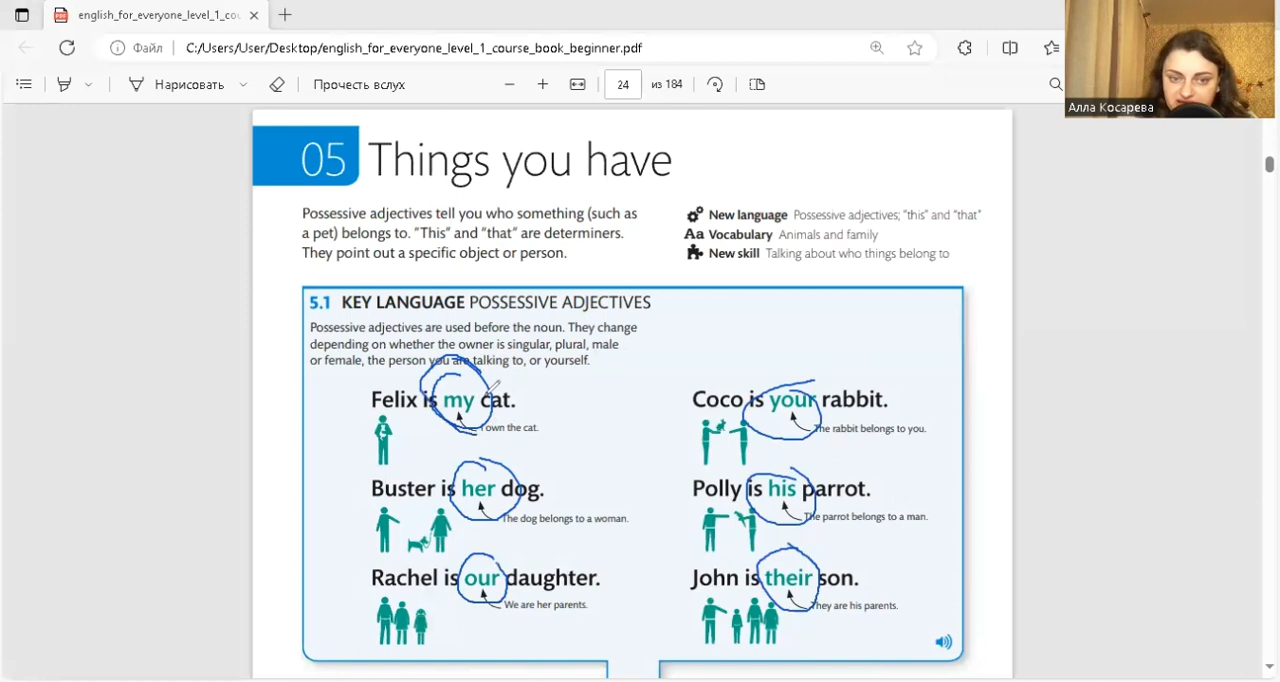 english_for_everyone_level_1_cou
Файл C:/Users/User/Desktop/english_for_everyone_level_1_course_book_beginner.pdf
Нарисовать Прочесть вслух 24 из 184
Алла Косарева
05 Things you have
Possessive adjectives tell you who something (such as
a pet) belongs to. “This” and “that” are determiners.
They point out a specific object or person.
New language Possessive adjectives; “this” and “that”
Aa Vocabulary Animals and family
New skill Talking about who things belong to
5.1 KEY LANGUAGE POSSESSIVE ADJECTIVES
Possessive adjectives are used before the noun. They change
depending on whether the owner is singular, plural, male
or female, the person you are talking to, or yourself.
Felix is my cat.
I own the cat.
Coco is your rabbit.
The rabbit belongs to you.
Buster is her dog.
The dog belongs to a woman.
Polly is his parrot.
The parrot belongs to a man.
Rachel is our daughter.
We are her parents.
John is their son.
They are his parents.